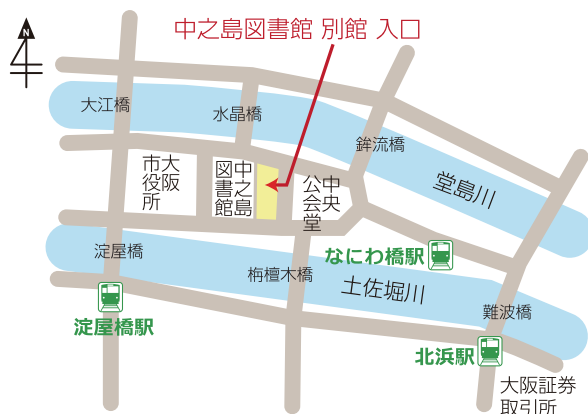 N
中之島図書館 別館 入口
大江橋
水晶橋
鉾流橋
堂島川
大阪
市役所
中之島
図書館
中央
公会堂
なにわ橋駅
淀屋橋
栴檀木橋
土佐堀川
難波橋
淀屋橋駅
北浜駅
大阪証券
取引所